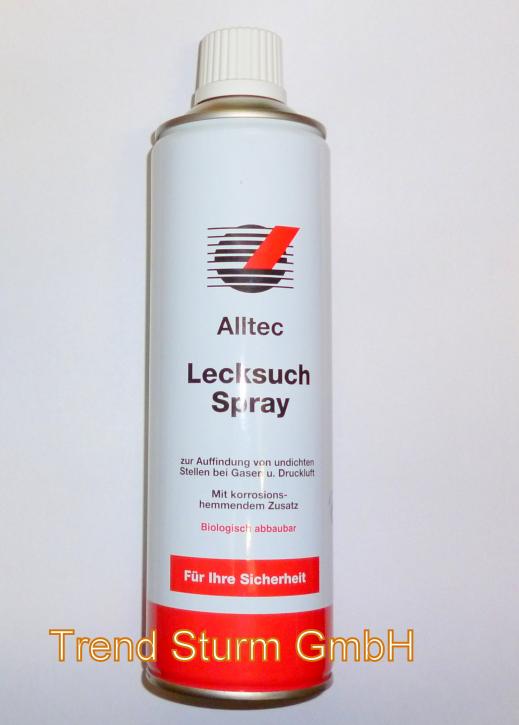 Alltec
Lecksuch
Spray
zur Auffindung von undichten
Stellen bei Gasen u. Druckluft
Mit korrosions-
hemmendem Zusatz
Biologisch abbaubar
Für Ihre Sicherheit
Trend Sturm GmbH